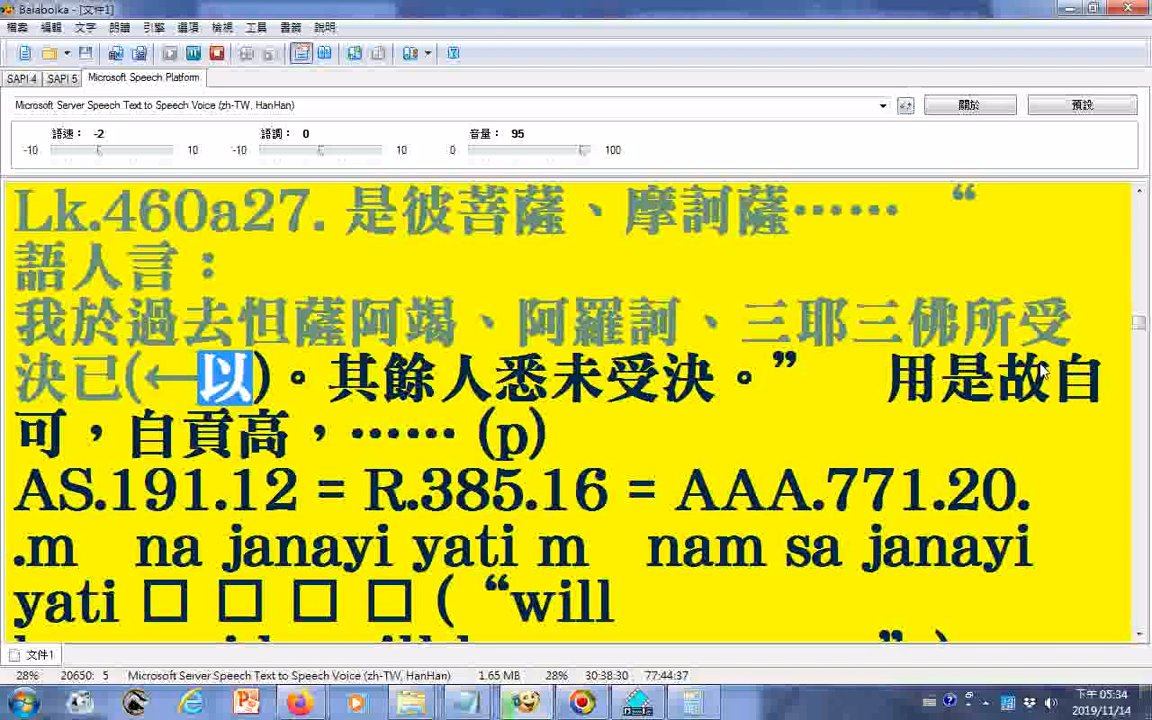 Balabolka - [文件1]
檔案 編輯 文字 朗讀 引擎 選項 檢視 工具 書籤 說明
SAPI 4 SAPI 5 Microsoft Speech Platform
Microsoft Server Speech Text to Speech Voice (zh-TW, HanHan)
關於 預設
語速： -2 語調： 0 音量： 95
-10 10 -10 10 0 100
Lk.460a27. 是彼菩薩、摩訶薩…… “
語人言：
我於過去怛薩阿竭、阿羅訶、三耶三佛所受
決已(←以)。其餘人悉未受決。” 用是故自
可，自貢高，…… (p)
AS.191.12 = R.385.16 = AAA.771.20.
.m na janayi yati m nam sa janayi
yati □ □ □ □ ( “will
文件1
28% 20650: 5 Microsoft Server Speech Text to Speech Voice (zh-TW, HanHan) 1.65 MB 28% 30:38:30 77:44:37
下午 05:34
2019/11/14